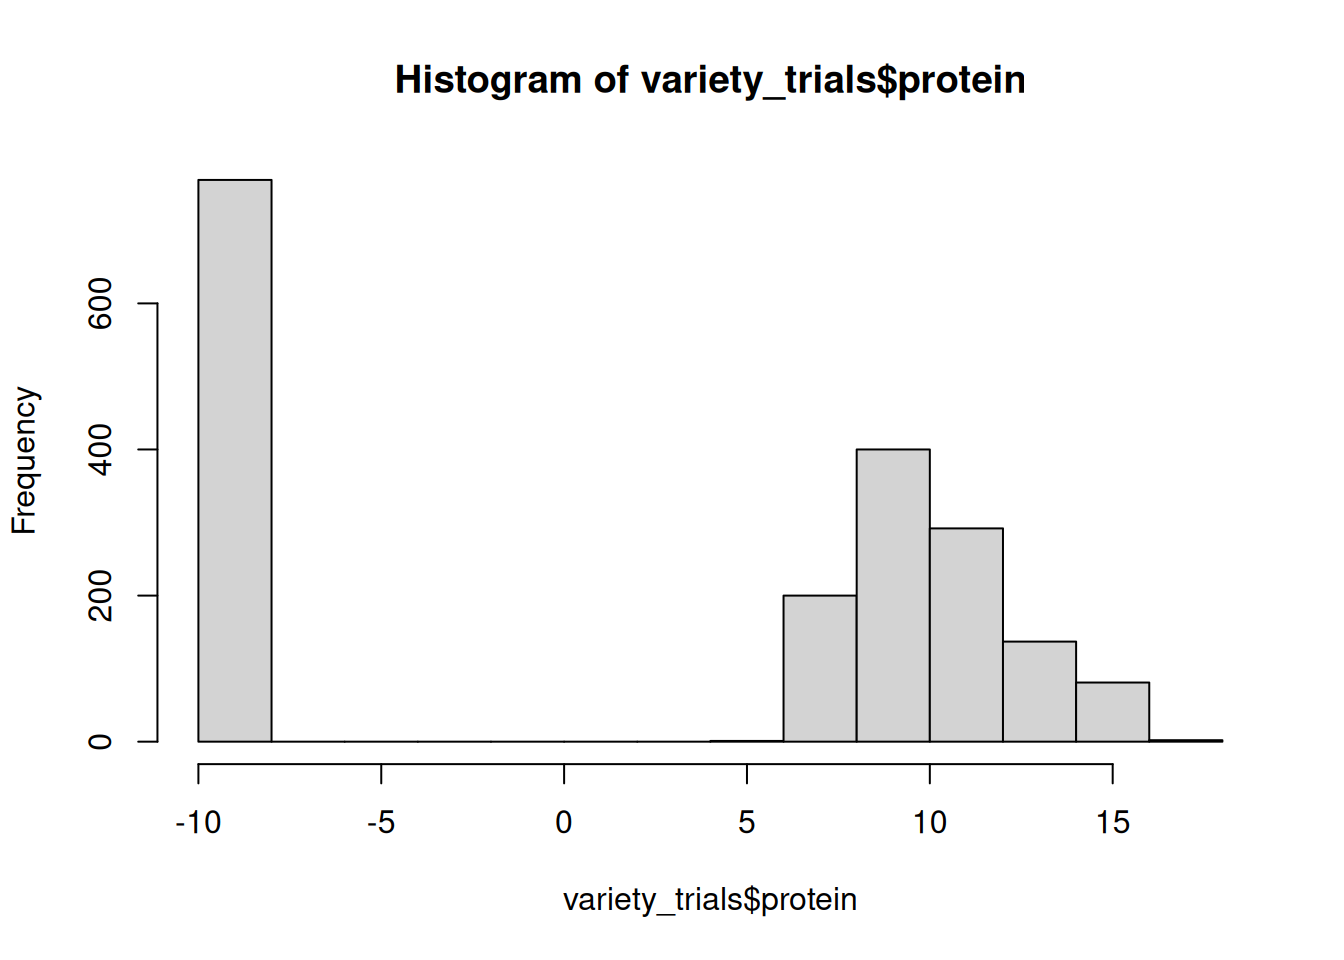 Histogram of variety_trials$protein
Frequency
600
400
200
0
-10 -5 0 5 10 15
variety_trials$protein